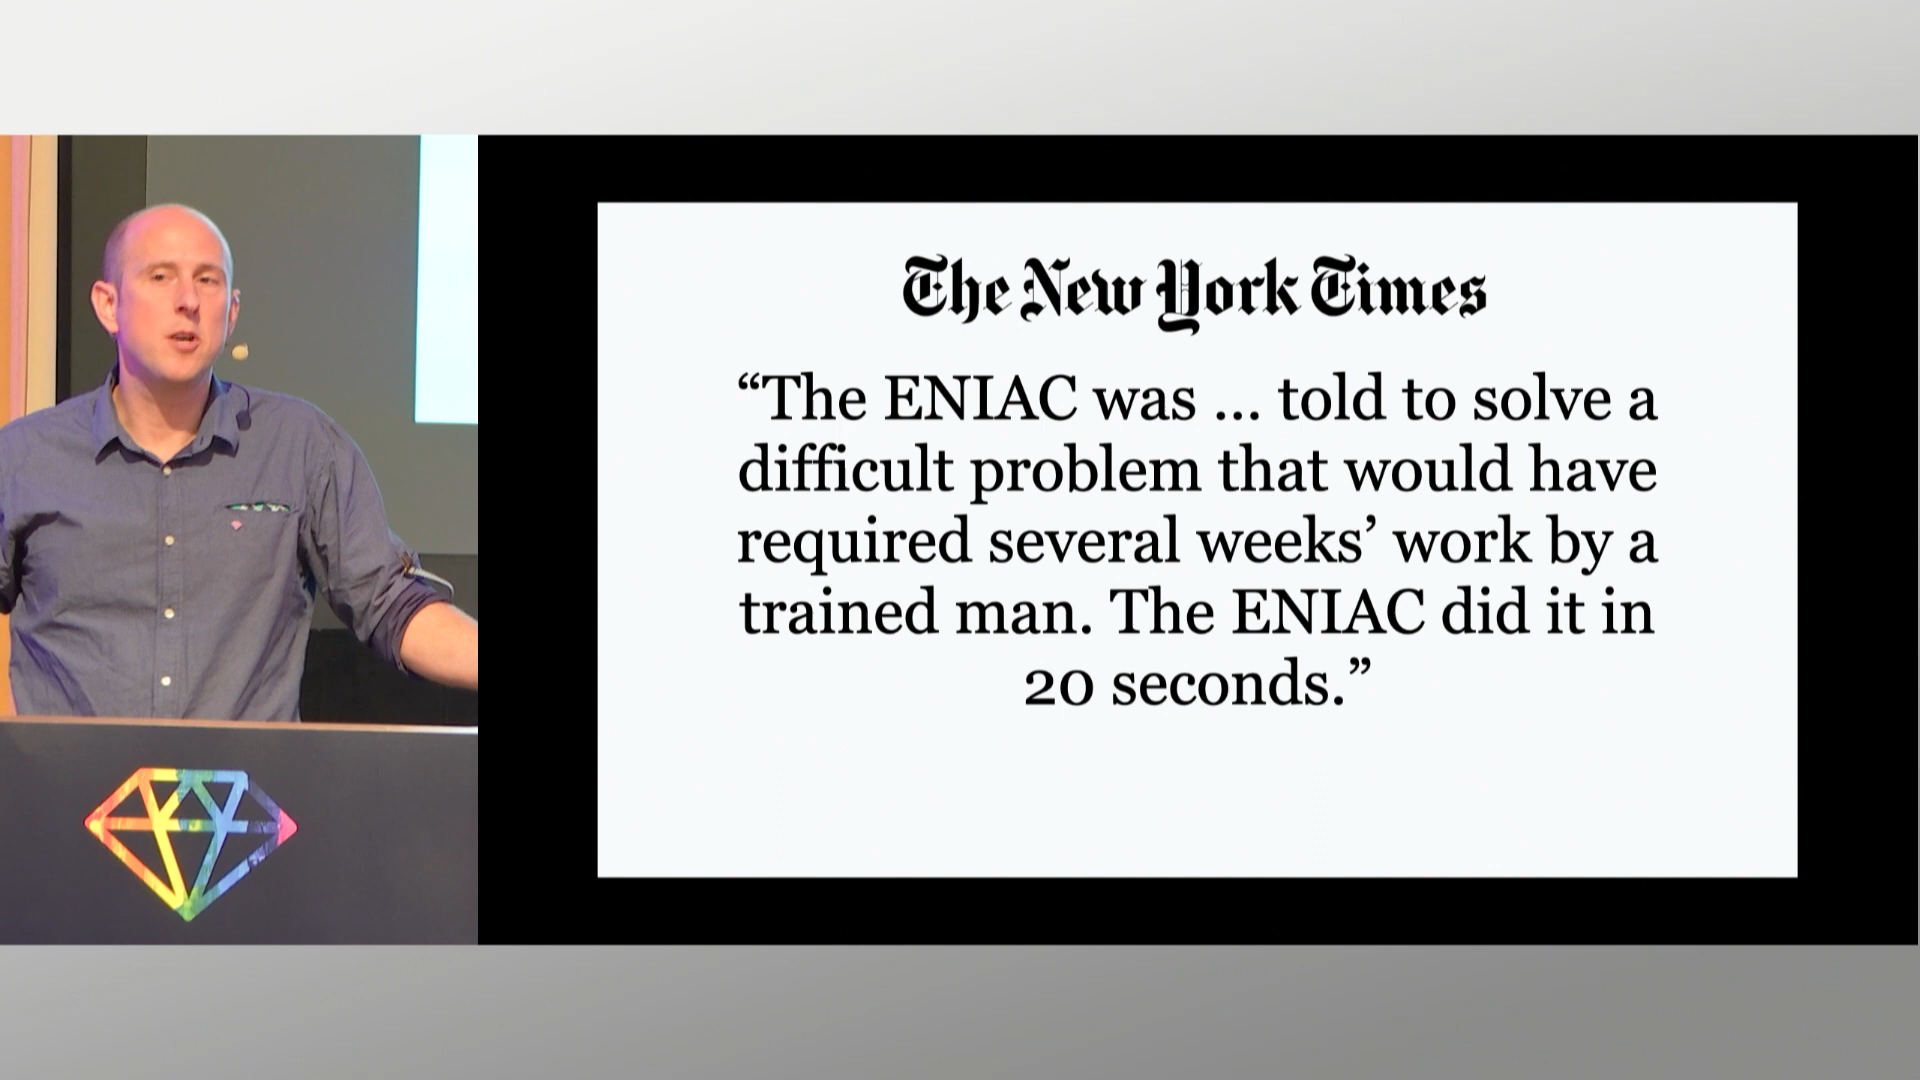 The New York Times
“The ENIAC was ... told to solve a
difficult problem that would have
required several weeks’ work by a
trained man. The ENIAC did it in
20 seconds.”